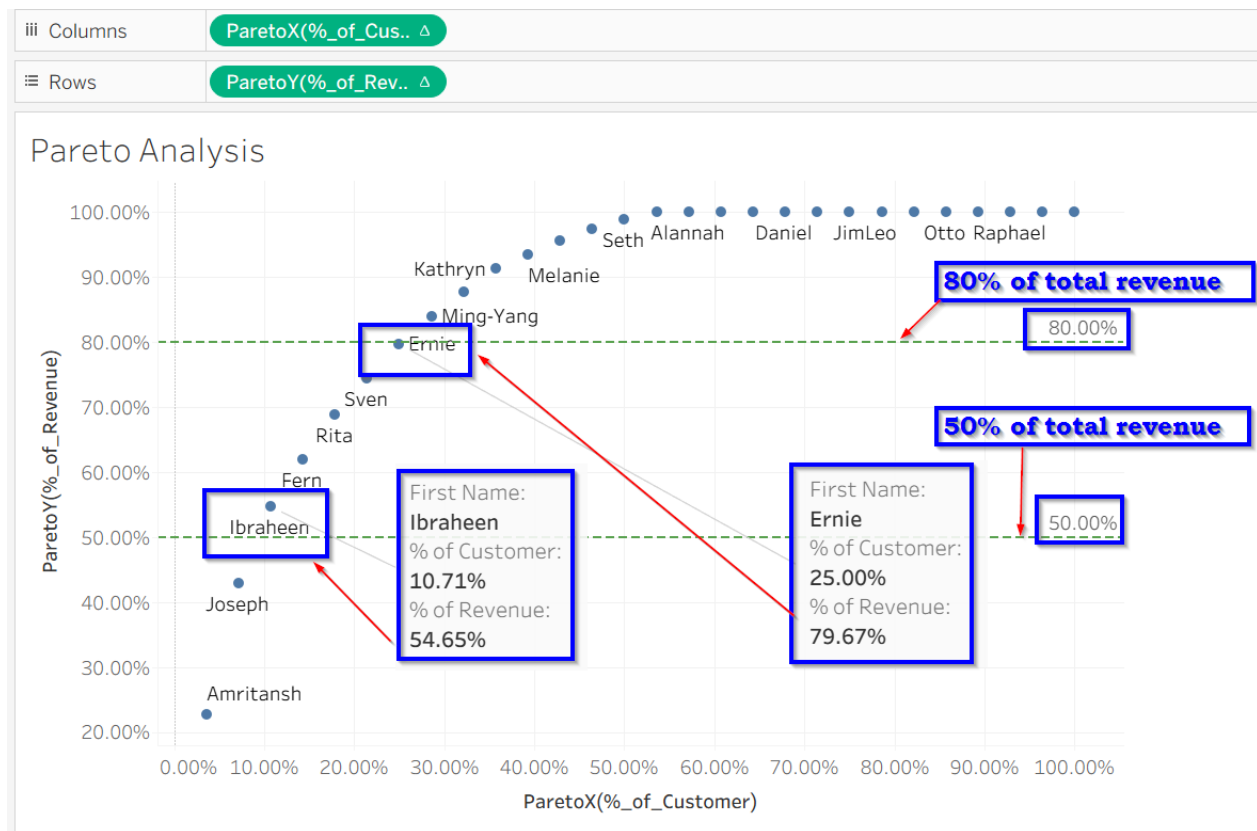 Columns
ParetoX(%_of_Cus.. Δ
Rows
ParetoY(%_of_Rev.. Δ
Pareto Analysis
100.00%
90.00%
80.00%
70.00%
60.00%
50.00%
40.00%
30.00%
20.00%
ParetoY(%_of_Revenue)
Seth
Alannah
Daniel
JimLeo
Otto
Raphael
Kathryn
Melanie
Ming-Yang
Ernie
Sven
Rita
Fern
Ibraheen
Joseph
Amritansh
80% of total revenue
80.00%
50% of total revenue
50.00%
First Name:
Ibraheen
% of Customer:
10.71%
% of Revenue:
54.65%
First Name:
Ernie
% of Customer:
25.00%
% of Revenue:
79.67%
0.00%
10.00%
20.00%
30.00%
40.00%
50.00%
60.00%
70.00%
80.00%
90.00%
100.00%
ParetoX(%_of_Customer)